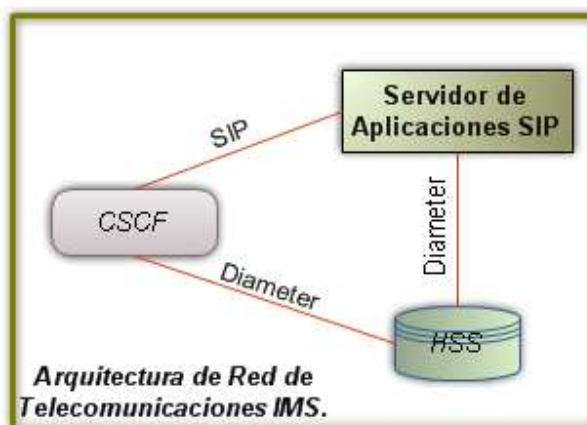 Servidor de
Aplicaciones SIP
SIP
CSCF
Diameter
Diameter
HSS
Arquitectura de Red de
Telecomunicaciones IMS.